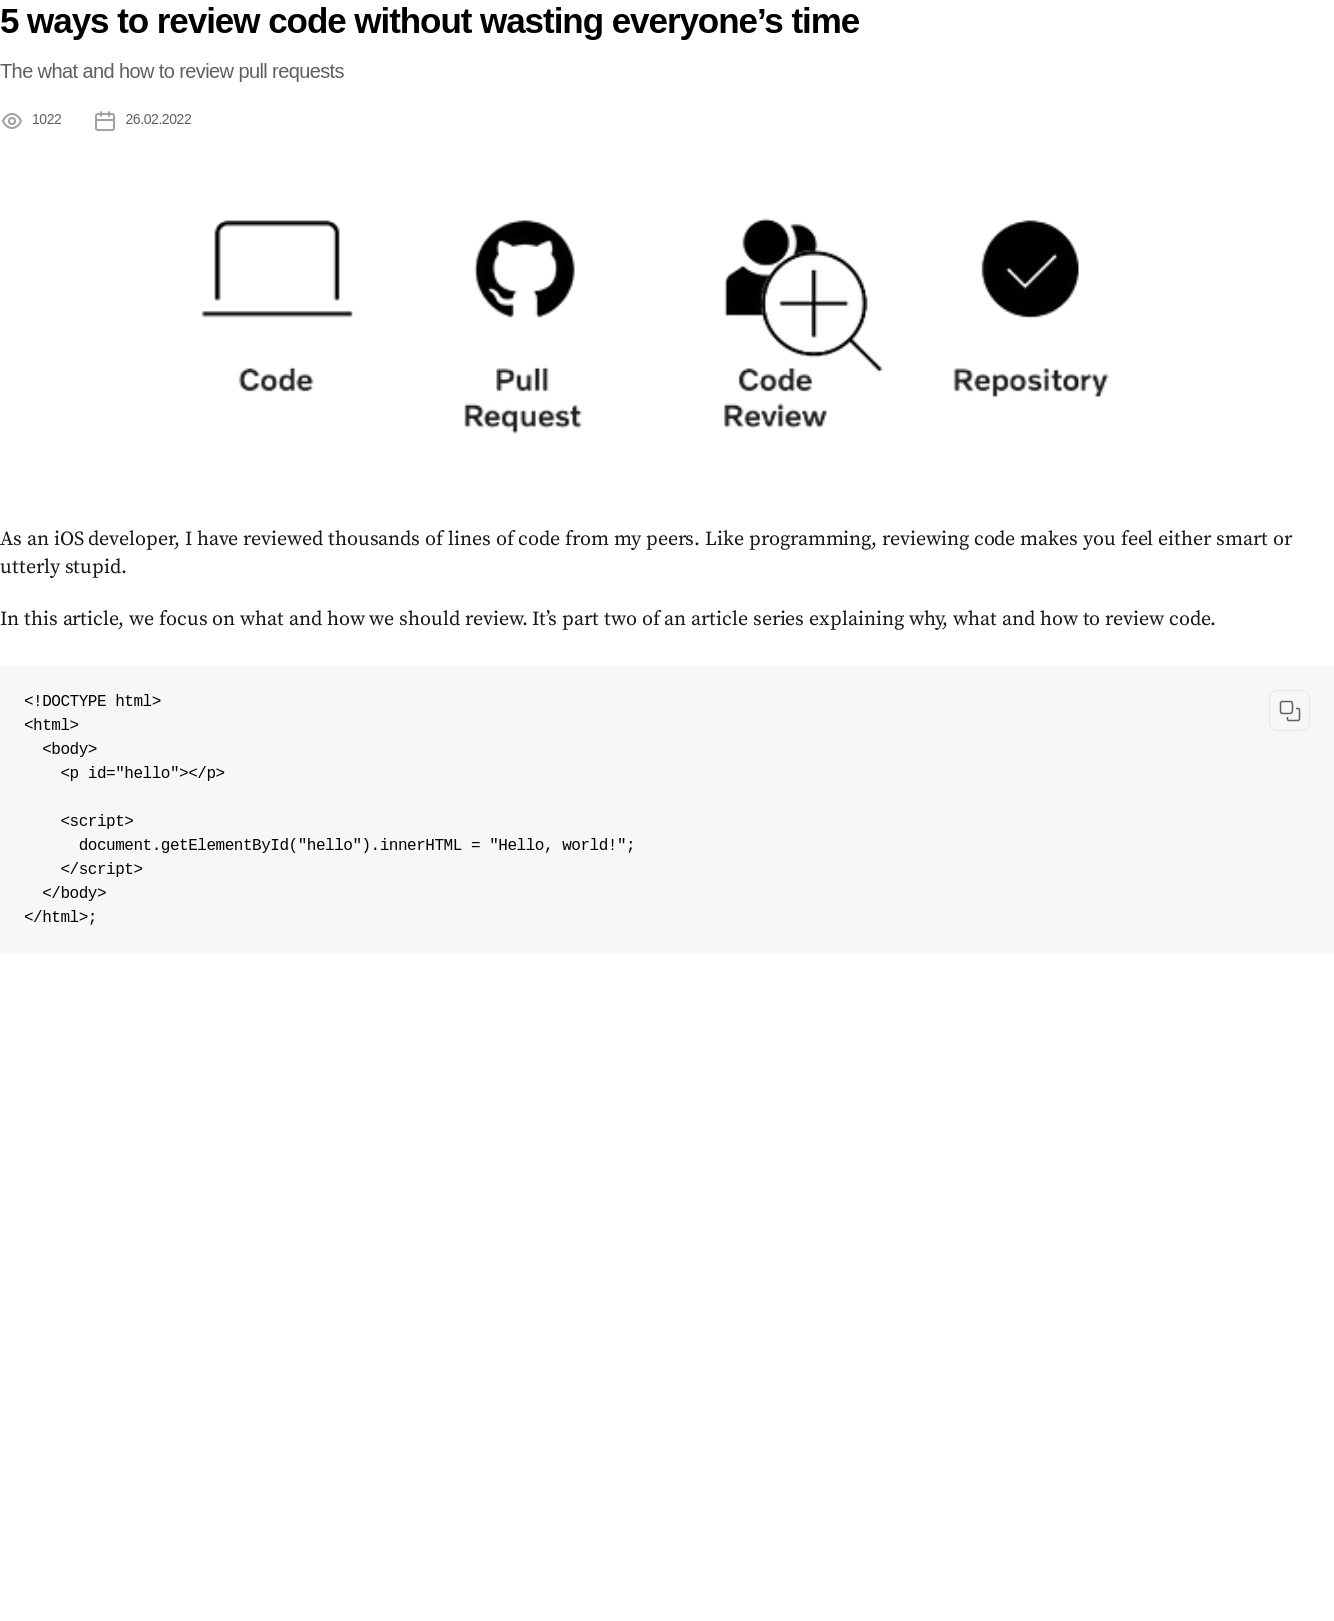 5 ways to review code without wasting everyone’s time
The what and how to review pull requests
1022 26.02.2022
Code Pull Code Repository
Request Review
As an iOS developer, I have reviewed thousands of lines of code from my peers. Like programming, reviewing code makes you feel either smart or
utterly stupid.
In this article, we focus on what and how we should review. It’s part two of an article series explaining why, what and how to review code.
<!DOCTYPE html>
<html>
  <body>
    <p id="hello"></p>

    <script>
      document.getElementById("hello").innerHTML = "Hello, world!";
    </script>
  </body>
</html>;